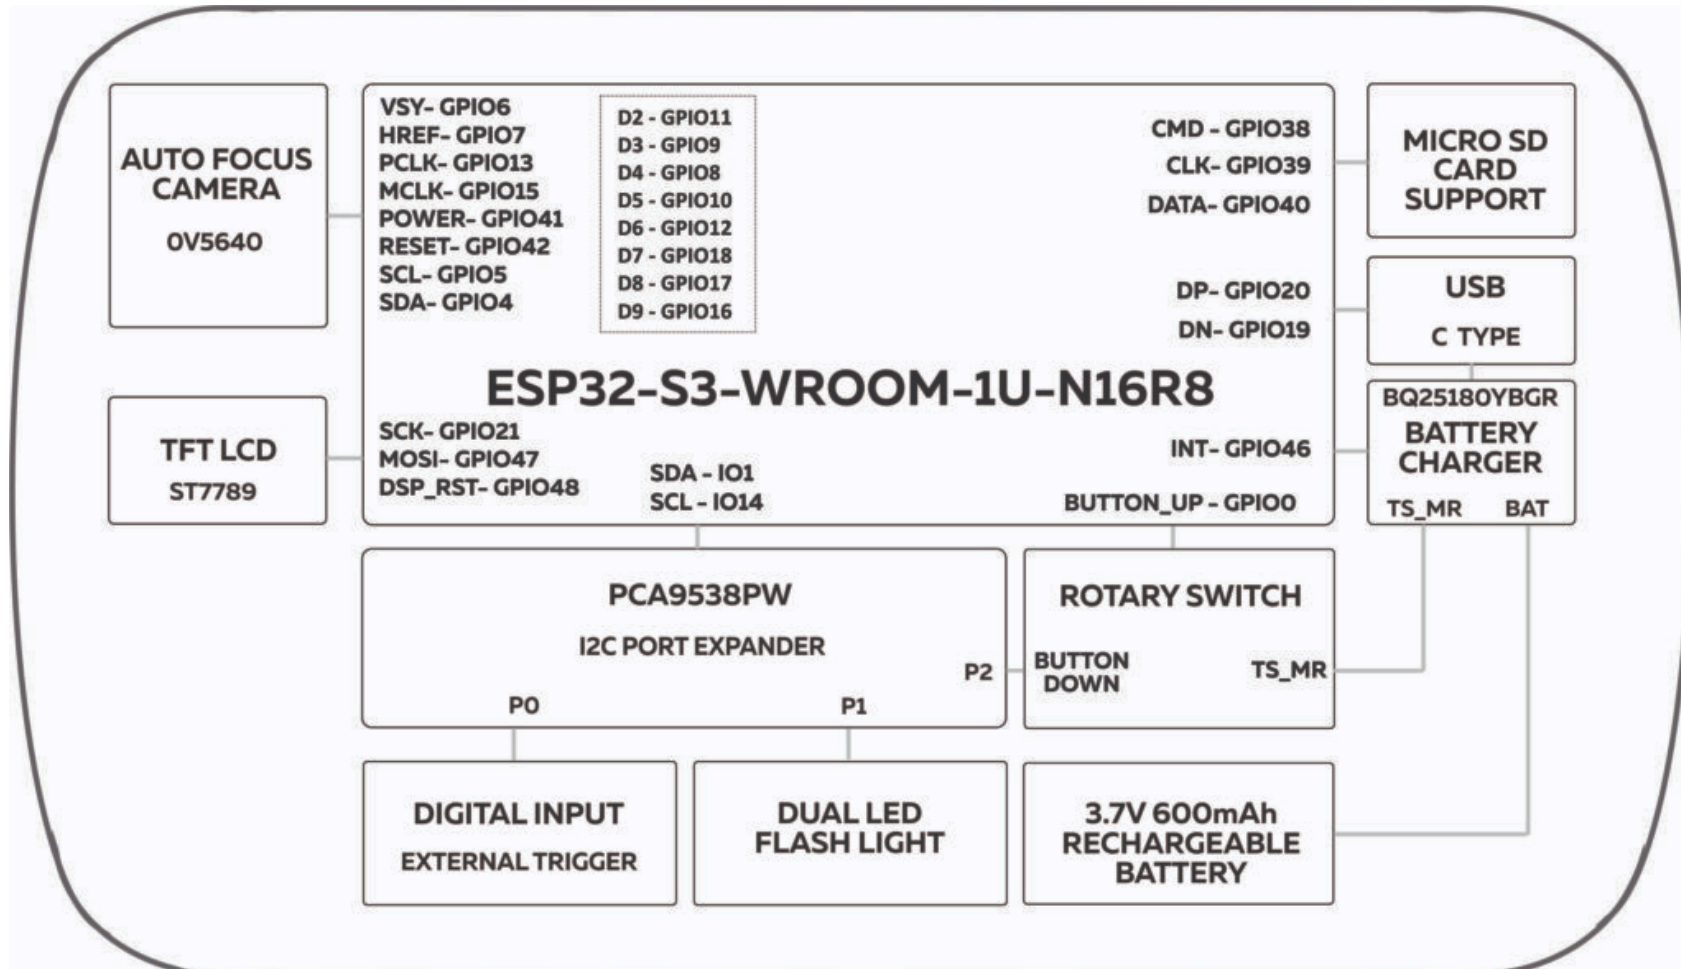 AUTO FOCUS
CAMERA
OV5640
VSY- GPIO6
HREF- GPIO7
PCLK- GPIO13
MCLK- GPIO15
POWER- GPIO41
RESET- GPIO42
SCL- GPIO5
SDA- GPIO4
D2 - GPIO11
D3 - GPIO9
D4 - GPIO8
D5 - GPIO10
D6 - GPIO12
D7 - GPIO18
D8 - GPIO17
D9 - GPIO16
CMD - GPIO38
CLK- GPIO39
DATA- GPIO40
MICRO SD
CARD
SUPPORT
DP- GPIO20
DN- GPIO19
USB
C TYPE
ESP32-S3-WROOM-1U-N16R8
TFT LCD
ST7789
SCK- GPIO21
MOSI- GPIO47
DSP_RST- GPIO48
SDA - IO1
SCL - IO14
INT- GPIO46
BUTTON_UP - GPIO0
BQ25180YBGR
BATTERY
CHARGER
TS_MR BAT
PCA9538PW
I2C PORT EXPANDER
P2
P0
P1
ROTARY SWITCH
BUTTON
DOWN
TS_MR
DIGITAL INPUT
EXTERNAL TRIGGER
DUAL LED
FLASH LIGHT
3.7V 600mAh
RECHARGEABLE
BATTERY